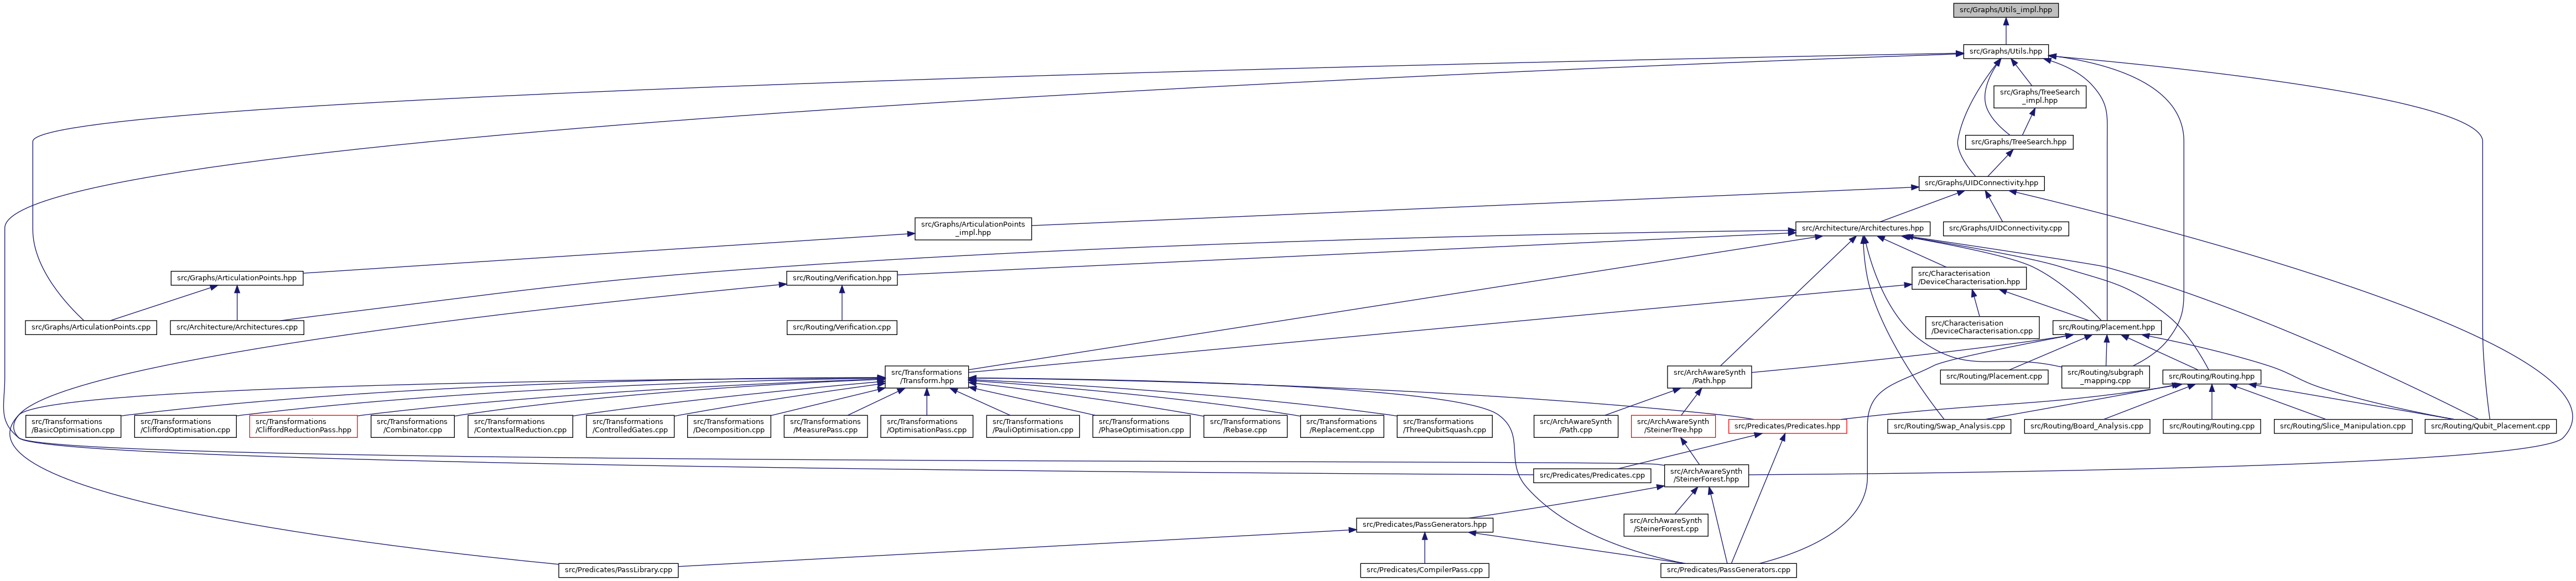 src/Graphs/Utils_impl.hpp
src/Graphs/Utils.hpp
src/Graphs/TreeSearch
_impl.hpp
src/Graphs/TreeSearch.hpp
src/Graphs/UIDConnectivity.hpp
src/Graphs/ArticulationPoints
_impl.hpp
src/Architecture/Architectures.hpp
src/Graphs/UIDConnectivity.cpp
src/Graphs/ArticulationPoints.hpp
src/Routing/Verification.hpp
src/Characterisation
/DeviceCharacterisation.hpp
src/Graphs/ArticulationPoints.cpp
src/Architecture/Architectures.cpp
src/Routing/Verification.cpp
src/Characterisation
/DeviceCharacterisation.cpp
src/Routing/Placement.hpp
src/Transformations
/Transform.hpp
src/ArchAwareSynth
/Path.hpp
src/Routing/Placement.cpp
src/Routing/subgraph
_mapping.cpp
src/Routing/Routing.hpp
src/Transformations
/BasicOptimisation.cpp
src/Transformations
/CliffordOptimisation.cpp
src/Transformations
/CliffordReductionPass.hpp
src/Transformations
/Combinator.cpp
src/Transformations
/ContextualReduction.cpp
src/Transformations
/ControlledGates.cpp
src/Transformations
/Decomposition.cpp
src/Transformations
/MeasurePass.cpp
src/Transformations
/OptimisationPass.cpp
src/Transformations
/PauliOptimisation.cpp
src/Transformations
/PhaseOptimisation.cpp
src/Transformations
/Rebase.cpp
src/Transformations
/Replacement.cpp
src/Transformations
/ThreeQubitSquash.cpp
src/ArchAwareSynth
/Path.cpp
src/ArchAwareSynth
/SteinerTree.hpp
src/Predicates/Predicates.hpp
src/Routing/Swap_Analysis.cpp
src/Routing/Board_Analysis.cpp
src/Routing/Routing.cpp
src/Routing/Slice_Manipulation.cpp
src/Routing/Qubit_Placement.cpp
src/Predicates/Predicates.cpp
src/ArchAwareSynth
/SteinerForest.hpp
src/Predicates/PassGenerators.hpp
src/ArchAwareSynth
/SteinerForest.cpp
src/Predicates/PassLibrary.cpp
src/Predicates/CompilerPass.cpp
src/Predicates/PassGenerators.cpp